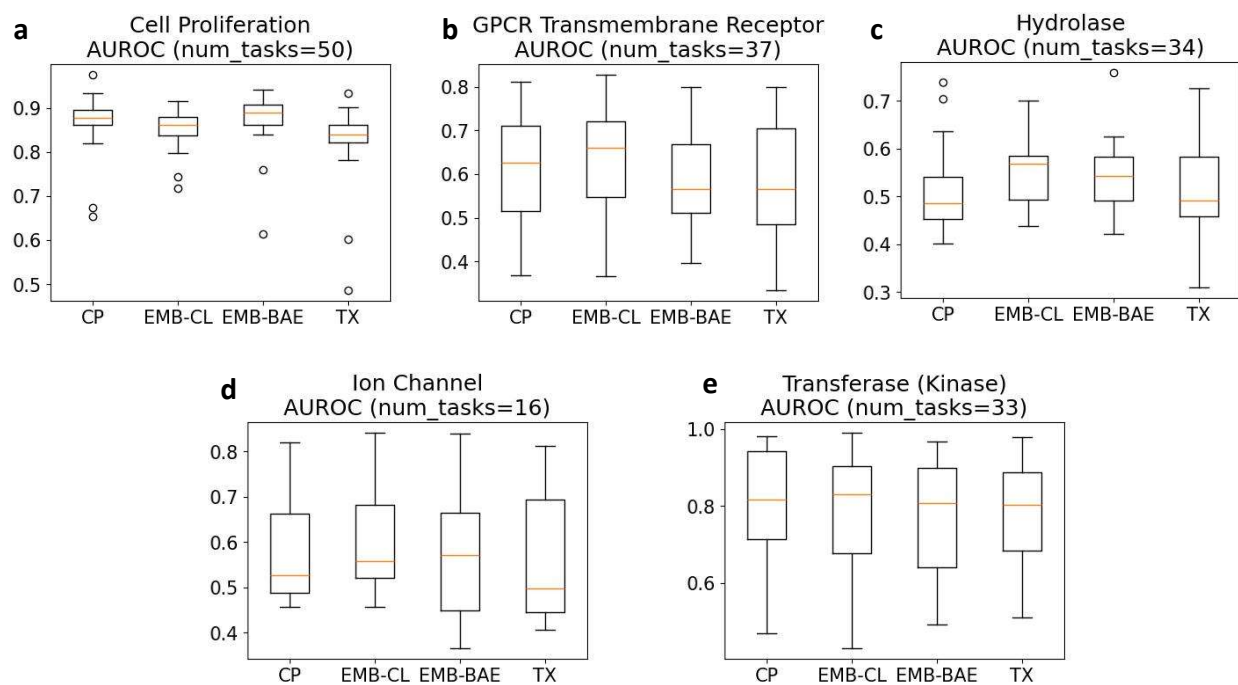 a
Cell Proliferation
AUROC (num_tasks=50)
0.9
0.8
0.7
0.6
0.5
CP EMB-CL EMB-BAE TX
b
GPCR Transmembrane Receptor
AUROC (num_tasks=37)
0.8
0.7
0.6
0.5
0.4
CP EMB-CL EMB-BAE TX
c
Hydrolase
AUROC (num_tasks=34)
0.7
0.6
0.5
0.4
0.3
CP EMB-CL EMB-BAE TX
d
Ion Channel
AUROC (num_tasks=16)
0.8
0.7
0.6
0.5
0.4
CP EMB-CL EMB-BAE TX
e
Transferase (Kinase)
AUROC (num_tasks=33)
1.0
0.8
0.6
CP EMB-CL EMB-BAE TX